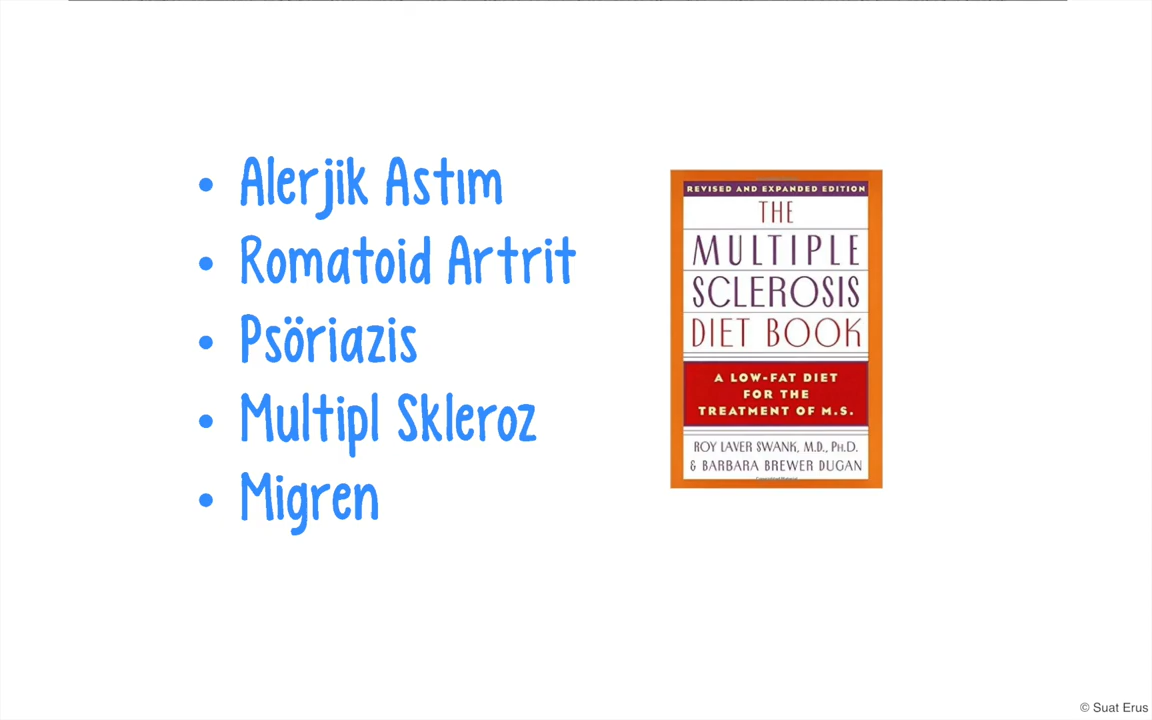 • Alerjik Astım
• Romatoid Artrit
• Psöriazis
• Multipl Skleroz
• Migren
REVISED AND EXPANDED EDITION
THE
MULTIPLE
SCLEROSIS
DIET BOOK
A LOW-FAT DIET
FOR THE
TREATMENT OF M.S.
ROY LAVER SWANK, M.D., PH.D.
& BARBARA BREWER DUGAN
© Suat Erus